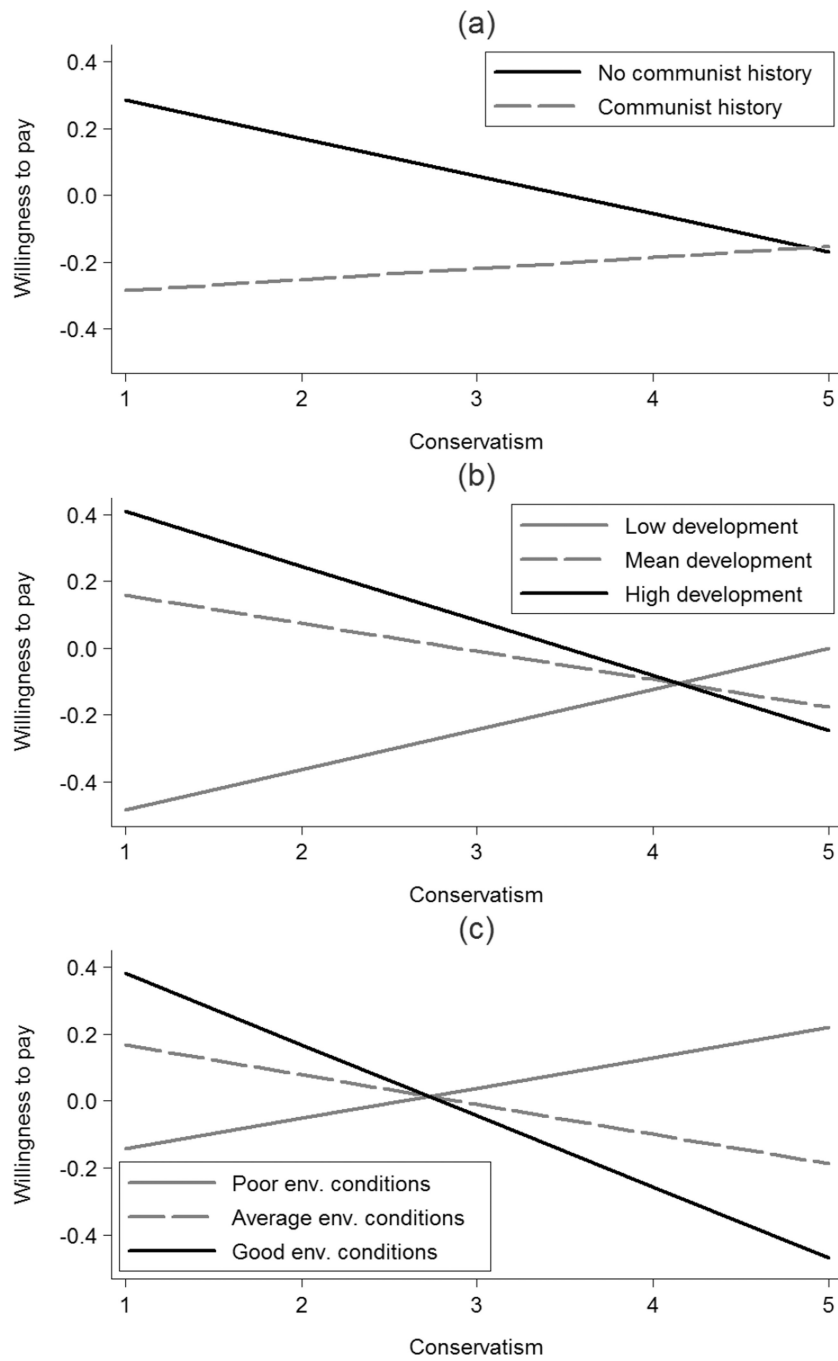 (a)
No communist history
Communist history
Willingness to pay
0.4
0.2
0.0
-0.2
-0.4
1 2 3 4 5
Conservatism
(b)
Low development
Mean development
High development
Willingness to pay
0.4
0.2
0.0
-0.2
-0.4
1 2 3 4 5
Conservatism
(c)
Willingness to pay
0.4
0.2
0.0
-0.2
-0.4
Poor env. conditions
Average env. conditions
Good env. conditions
1 2 3 4 5
Conservatism